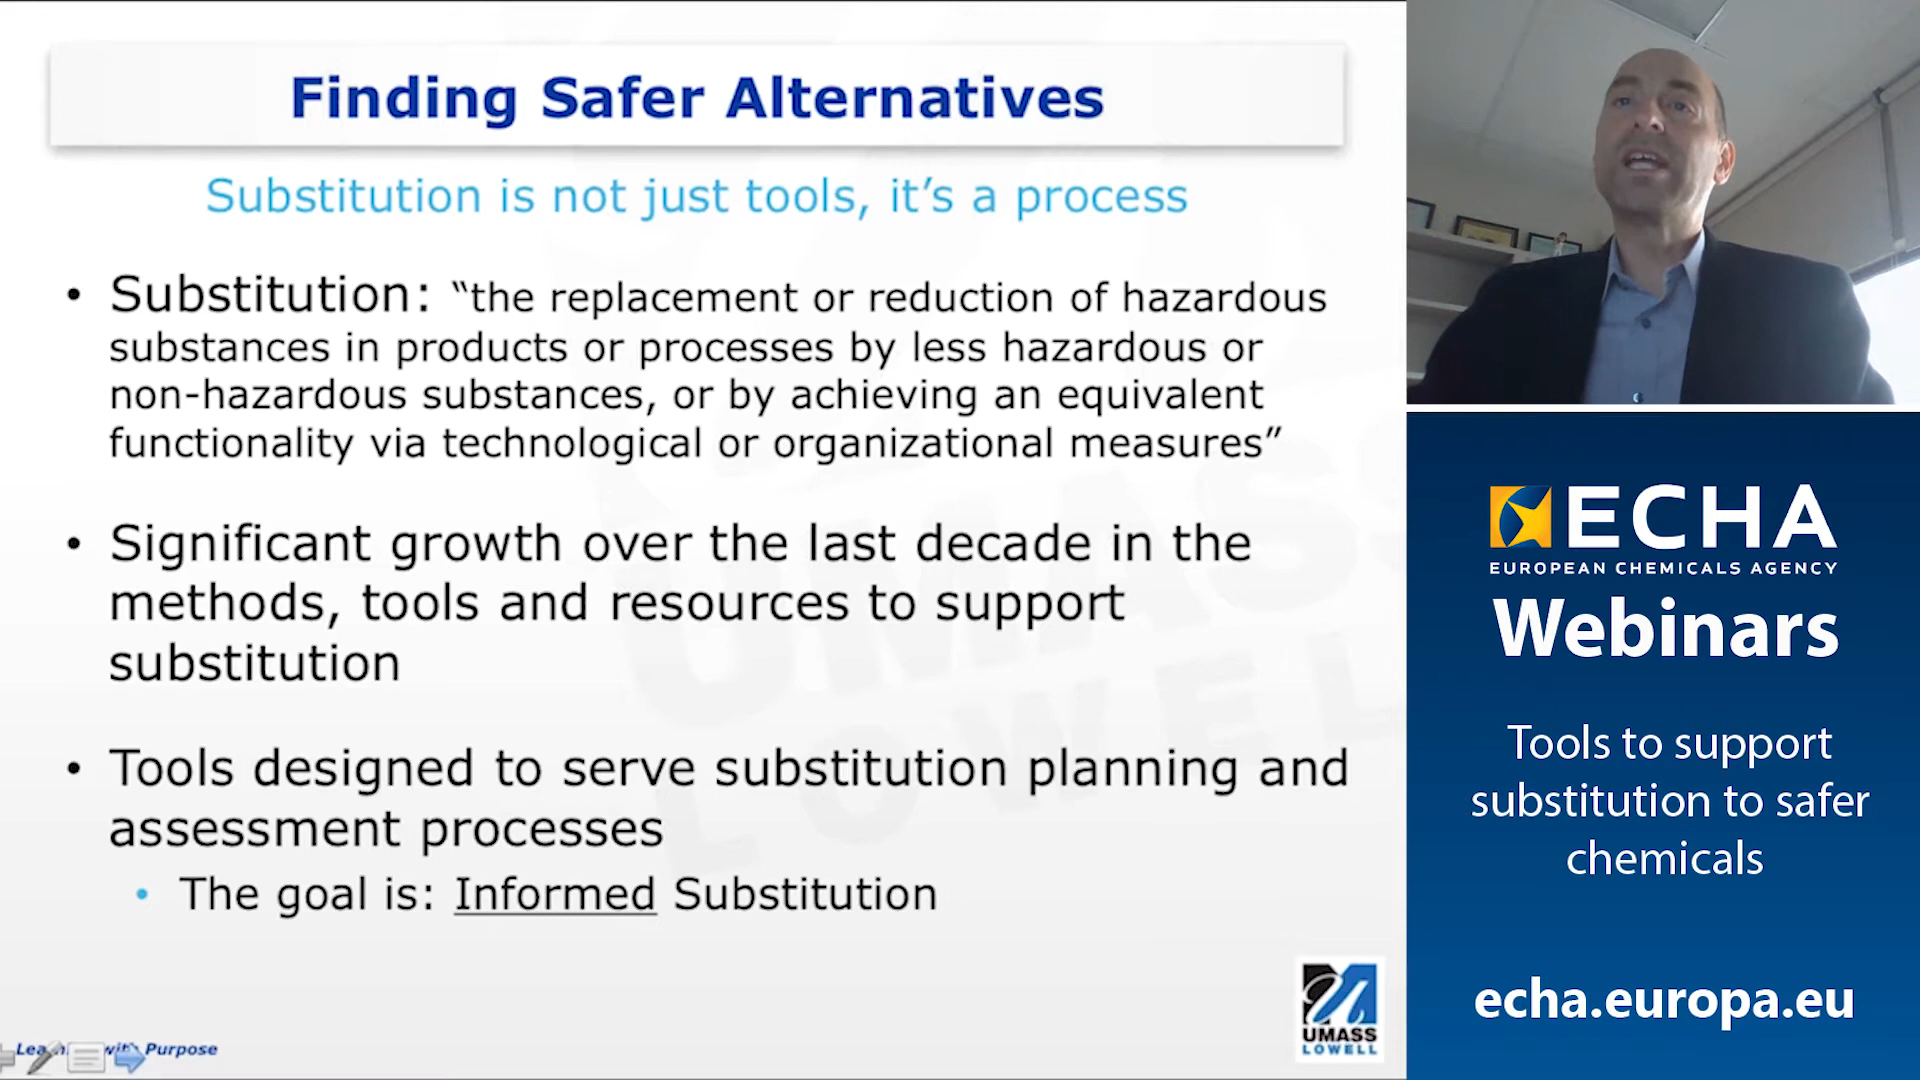 Finding Safer Alternatives
Substitution is not just tools, it’s a process
• Substitution: “the replacement or reduction of hazardous
substances in products or processes by less hazardous or
non-hazardous substances, or by achieving an equivalent
functionality via technological or organizational measures”
• Significant growth over the last decade in the
methods, tools and resources to support
substitution
• Tools designed to serve substitution planning and
assessment processes
• The goal is: Informed Substitution
UMASS
LOWELL
with Purpose
UMASS
LOWELL
ECHA
EUROPEAN CHEMICALS AGENCY
Webinars
Tools to support
substitution to safer
chemicals
echa.europa.eu